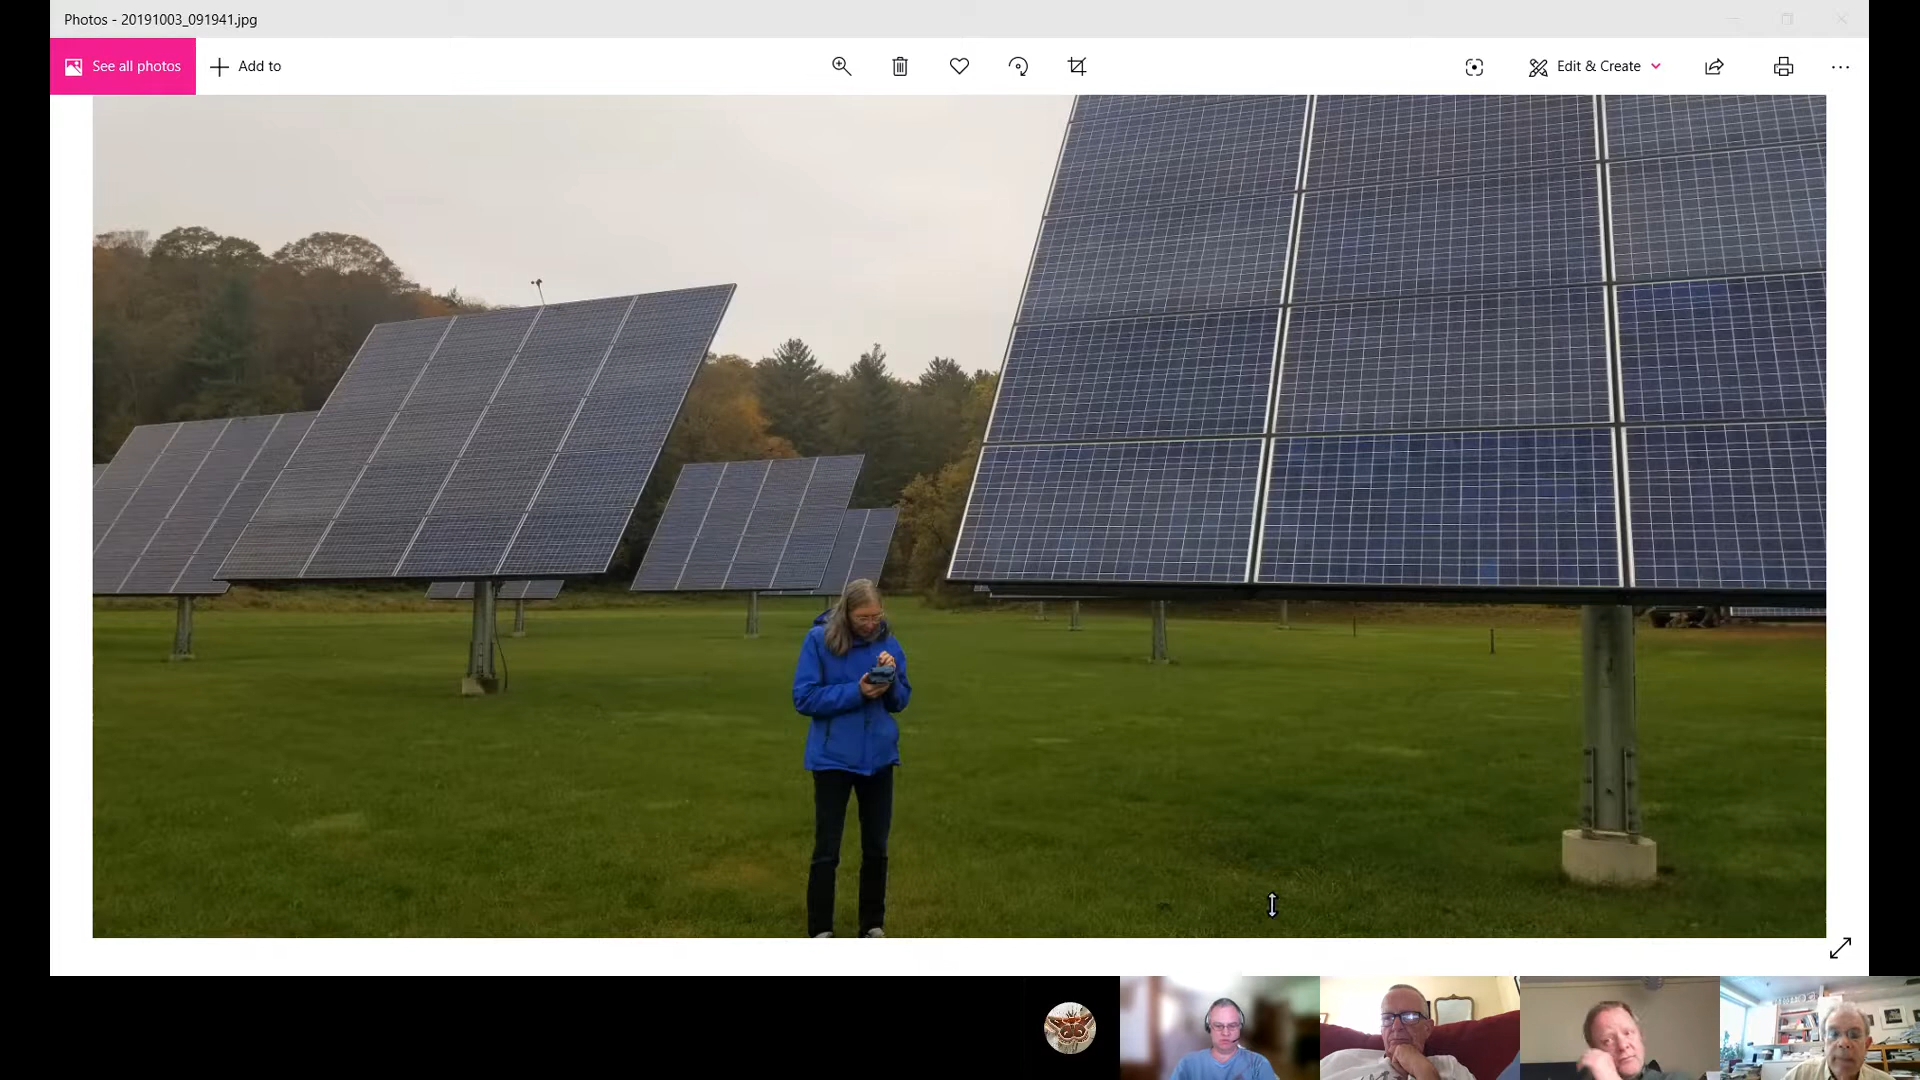 Photos - 20191003_091941.jpg
See all photos
Add to
Edit & Create